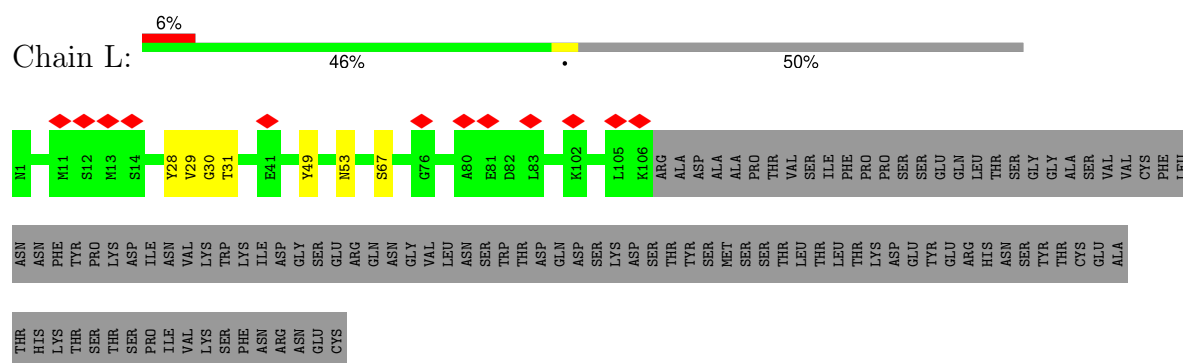 6%
Chain L:
46% • 50%
N1 M11 S12 M13 S14 Y28 V29 G30 T31 E41 Y49 N53 S67 G76 A80 E81 D82 L83 K102 L105 K106 ARG ALA ASP ALA ALA PRO THR VAL SER ILE PHE PRO PRO SER SER GLU GLN LEU THR SER GLY GLY ALA SER VAL VAL CYS PHE LEU
ASN ASN PHE TYR PRO LYS ASP ILE ASN VAL LYS TRP LYS ILE ASP GLY SER GLU ARG GLN ASN GLY VAL LEU ASN SER TRP THR ASP GLN ASP SER LYS ASP SER THR TYR SER MET SER SER THR LEU THR LEU THR LYS ASP GLU TYR GLU ARG HIS ASN SER TYR THR CYS GLU ALA
THR HIS LYS THR SER THR SER PRO ILE VAL LYS SER PHE ASN ARG ASN GLU CYS